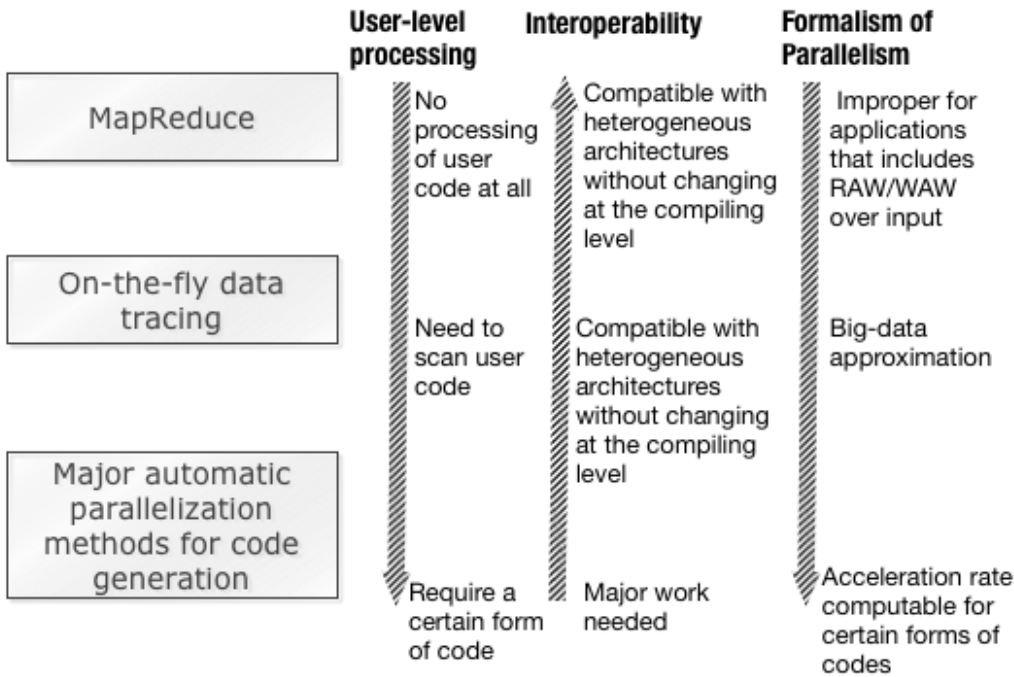 User-level
processing
Interoperability
Formalism of
Parallelism
MapReduce
No
processing
of user
code at all
Compatible with
heterogeneous
architectures
without changing
at the compiling
level
Improper for
applications
that includes
RAW/WAW
over input
On-the-fly data
tracing
Need to
scan user
code
Compatible with
heterogeneous
architectures
without changing
at the compiling
level
Big-data
approximation
Major automatic
parallelization
methods for code
generation
Require a
certain form
of code
Major work
needed
Acceleration rate
computable for
certain forms of
codes